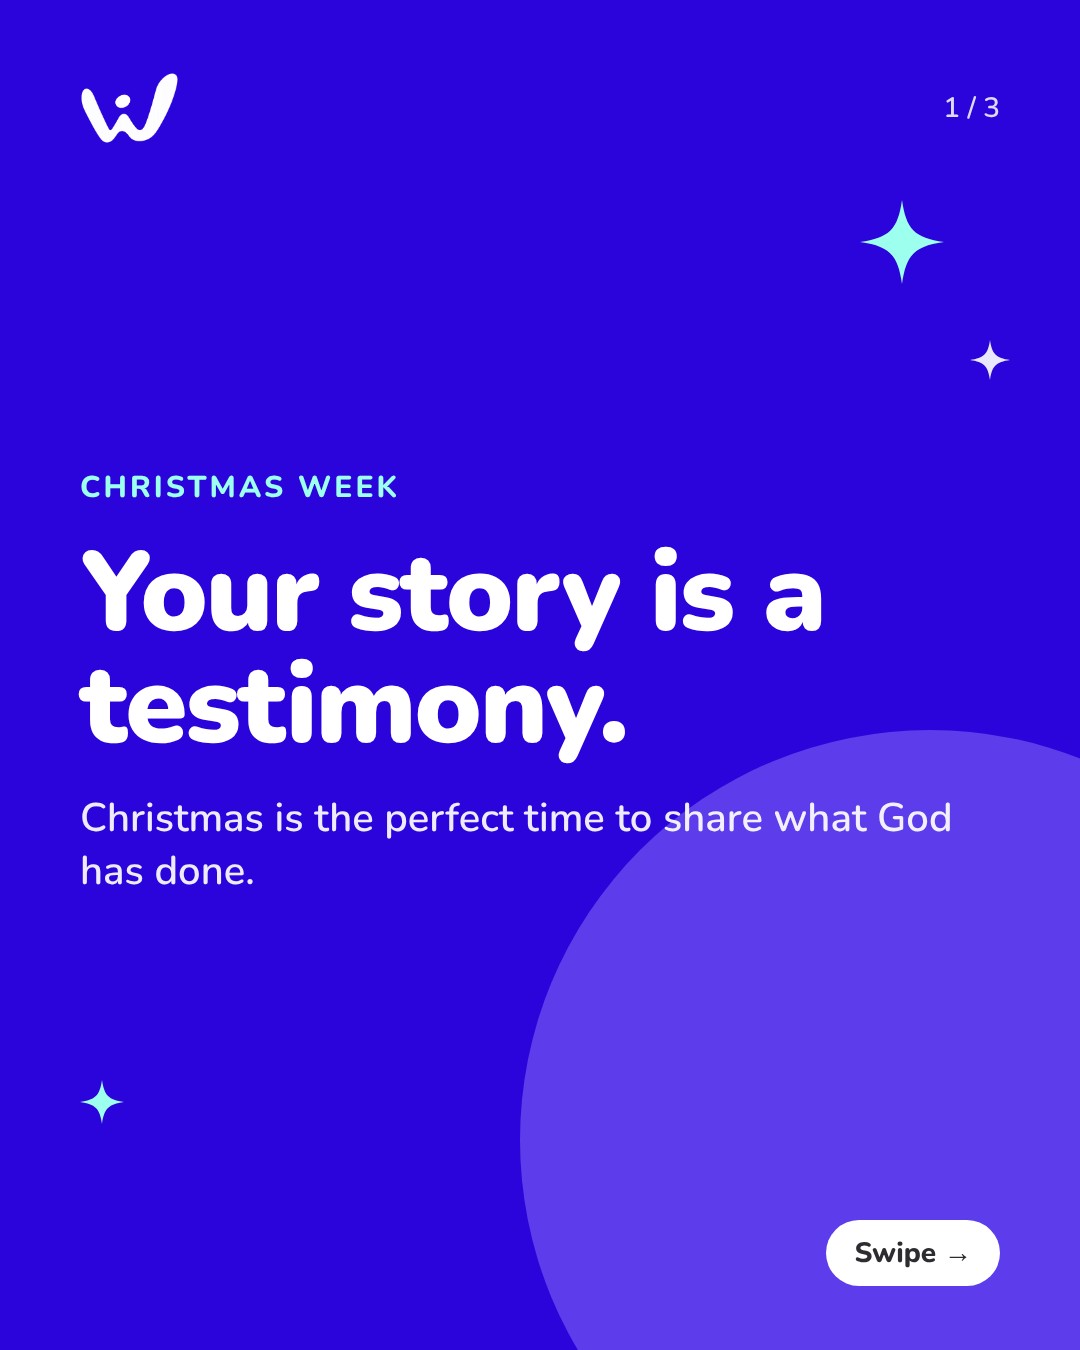 1 / 3
CHRISTMAS WEEK
Your story is a
testimony.
Christmas is the perfect time to share what God
has done.
Swipe →